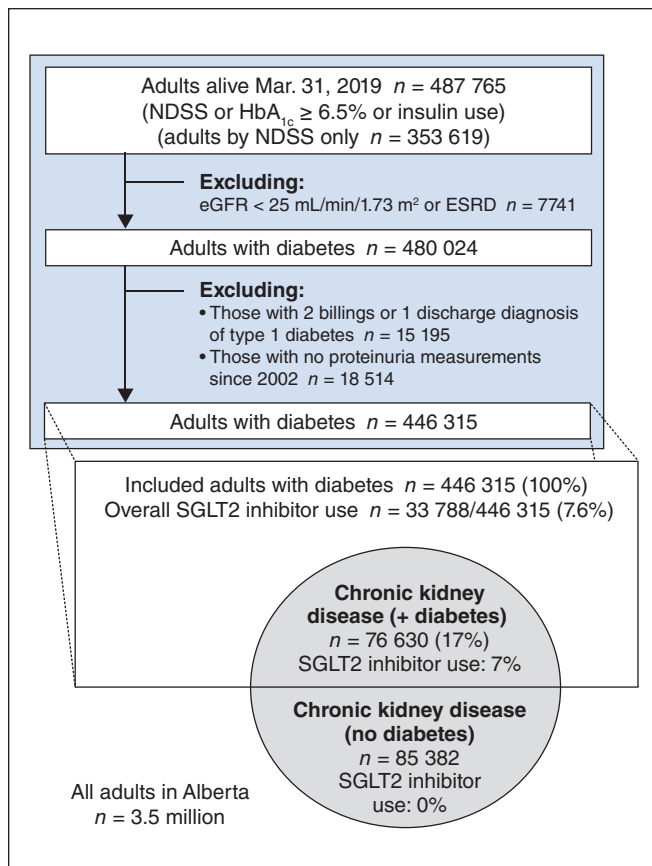 Adults alive Mar. 31, 2019 n = 487 765
(NDSS or HbA1c ≥ 6.5% or insulin use)
(adults by NDSS only n = 353 619)
Excluding:
eGFR < 25 mL/min/1.73 m² or ESRD n = 7741
Adults with diabetes n = 480 024
Excluding:
• Those with 2 billings or 1 discharge diagnosis
of type 1 diabetes n = 15 195
• Those with no proteinuria measurements
since 2002 n = 18 514
Adults with diabetes n = 446 315
Included adults with diabetes n = 446 315 (100%)
Overall SGLT2 inhibitor use n = 33 788/446 315 (7.6%)
Chronic kidney
disease (+ diabetes)
n = 76 630 (17%)
SGLT2 inhibitor use: 7%
Chronic kidney disease
(no diabetes)
n = 85 382
SGLT2 inhibitor
use: 0%
All adults in Alberta
n = 3.5 million